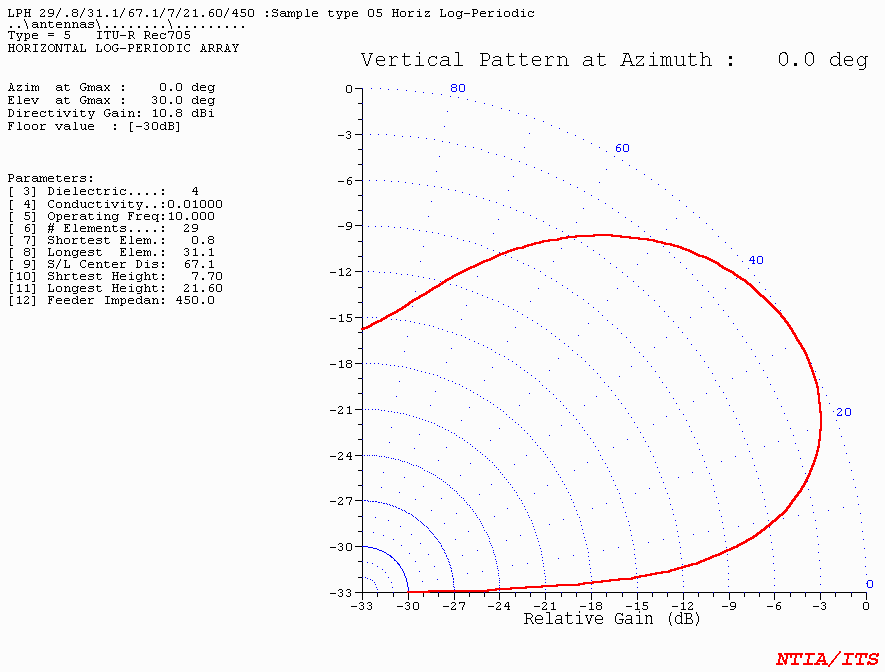 LPH 29/.8/31.1/67.1/7/21.60/450 :Sample type 05 Horiz Log-Periodic
..\antennas\........\.........
Type = 5   ITU-R Rec705
HORIZONTAL LOG-PERIODIC ARRAY
Vertical Pattern at Azimuth :   0.0 deg
Azim  at Gmax :    0.0 deg
Elev  at Gmax :   30.0 deg
Directivity Gain: 10.8 dBi
Floor value  : [-30dB]
Parameters:
[ 3] Dielectric....:   4
[ 4] Conductivity..:0.01000
[ 5] Operating Freq:10.000
[ 6] # Elements....:  29
[ 7] Shortest Elem.:   0.8
[ 8] Longest  Elem.:  31.1
[ 9] S/L Center Dis:  67.1
[10] Shrtest Height:   7.70
[11] Longest Height:  21.60
[12] Feeder Impedan: 450.0
0
-3
-6
-9
-12
-15
-18
-21
-24
-27
-30
-33
80
60
40
20
0
-33 -30 -27 -24 -21 -18 -15 -12 -9 -6 -3 0
Relative Gain (dB)
NTIA/ITS